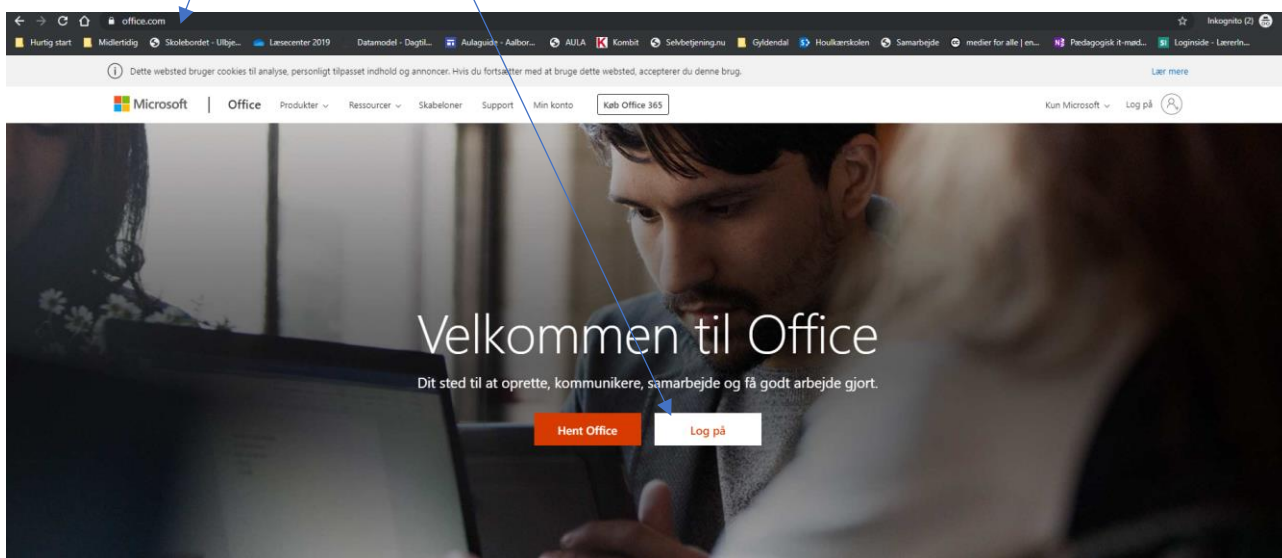 office.com Inkognito (2)
Hurtig start Midlertidig Skolebordet - Ulbje... Læsecenter 2019 Datamodel - Dagtil... Aulaguide - Aalbor... AULA Kombit Selvbetjening.nu Gyldendal Houlkærskolen Samarbejde medier for alle | en... Pædagogisk it-mød... Loginside - LærerIn...
Dette websted bruger cookies til analyse, personligt tilpasset indhold og annoncer. Hvis du fortsætter med at bruge dette websted, accepterer du denne brug. Lær mere
Microsoft | Office Produkter Ressourcer Skabeloner Support Min konto Køb Office 365 Kun Microsoft Log på
Velkommen til Office
Dit sted til at oprette, kommunikere, samarbejde og få godt arbejde gjort.
Hent Office Log på